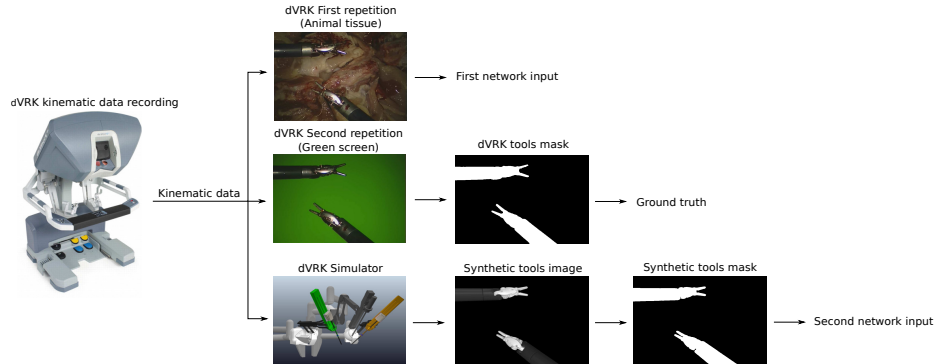 dVRK First repetition
(Animal tissue)
First network input
dVRK kinematic data recording
dVRK Second repetition
(Green screen)
dVRK tools mask
Kinematic data
Ground truth
dVRK Simulator
Synthetic tools image
Synthetic tools mask
Second network input